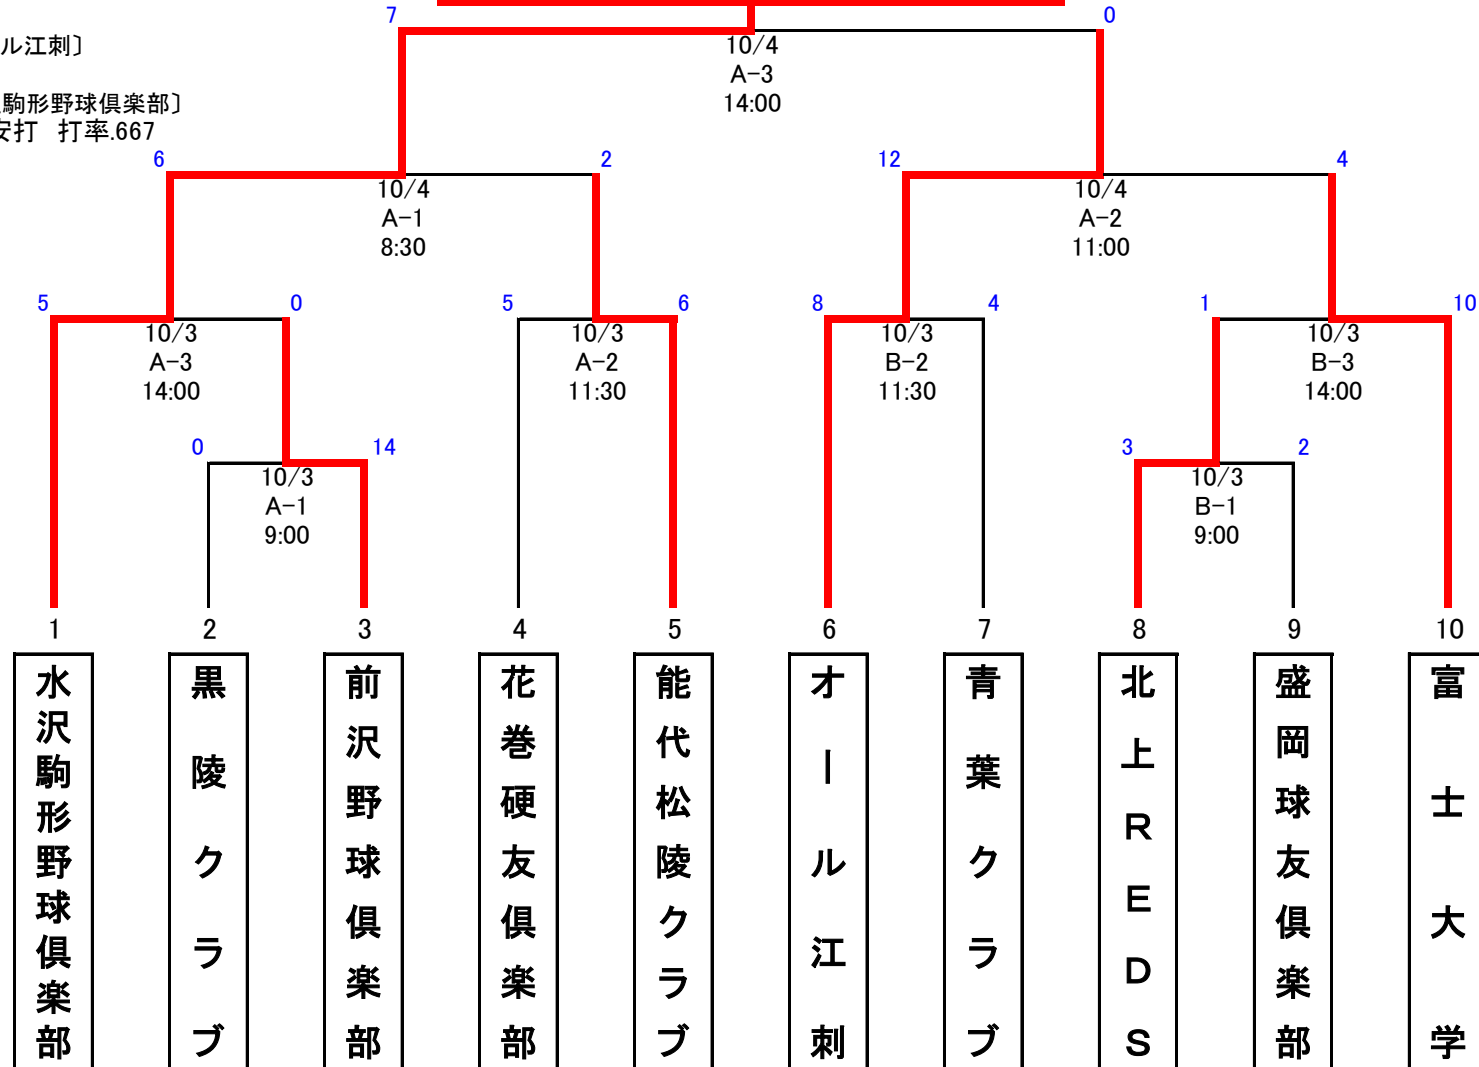 7
0
ル江刺〕
10/4
A-3
14:00
駒形野球倶楽部〕
安打 打率.667
6
2
12
4
10/4
A-1
8:30
10/4
A-2
11:00
5
0
5
6
8
4
1
10
10/3
A-3
14:00
10/3
A-2
11:30
10/3
B-2
11:30
10/3
B-3
14:00
0
14
3
2
10/3
A-1
9:00
10/3
B-1
9:00
1
2
3
4
5
6
7
8
9
10
水沢駒形野球倶楽部
黒陵クラブ
前沢野球倶楽部
花巻硬友倶楽部
能代松陵クラブ
オール江刺
青葉クラブ
北上REDS
盛岡球友倶楽部
富士大学